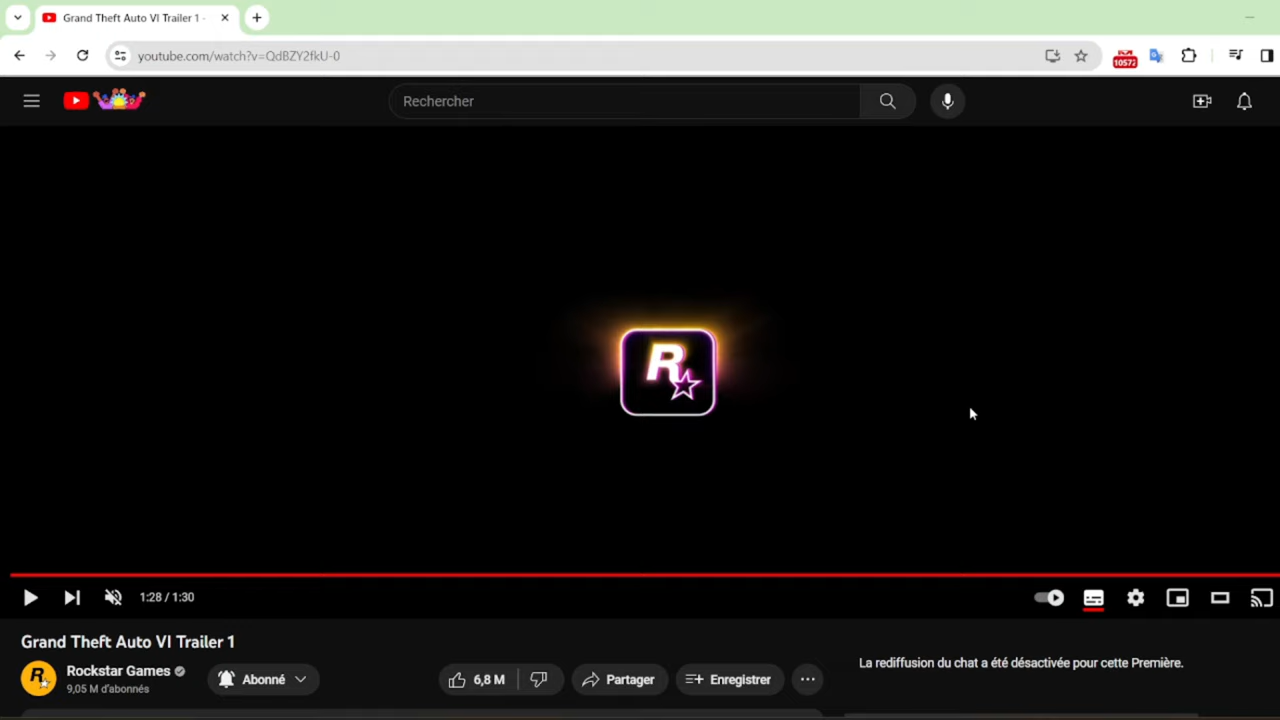 Grand Theft Auto VI Trailer 1 -
youtube.com/watch?v=QdBZY2fkU-0
10572
Rechercher
R
1:28 / 1:30
Grand Theft Auto VI Trailer 1
R
Rockstar Games
9,05 M d'abonnés
Abonné
6,8 M
Partager
Enregistrer
La rediffusion du chat a été désactivée pour cette Première.